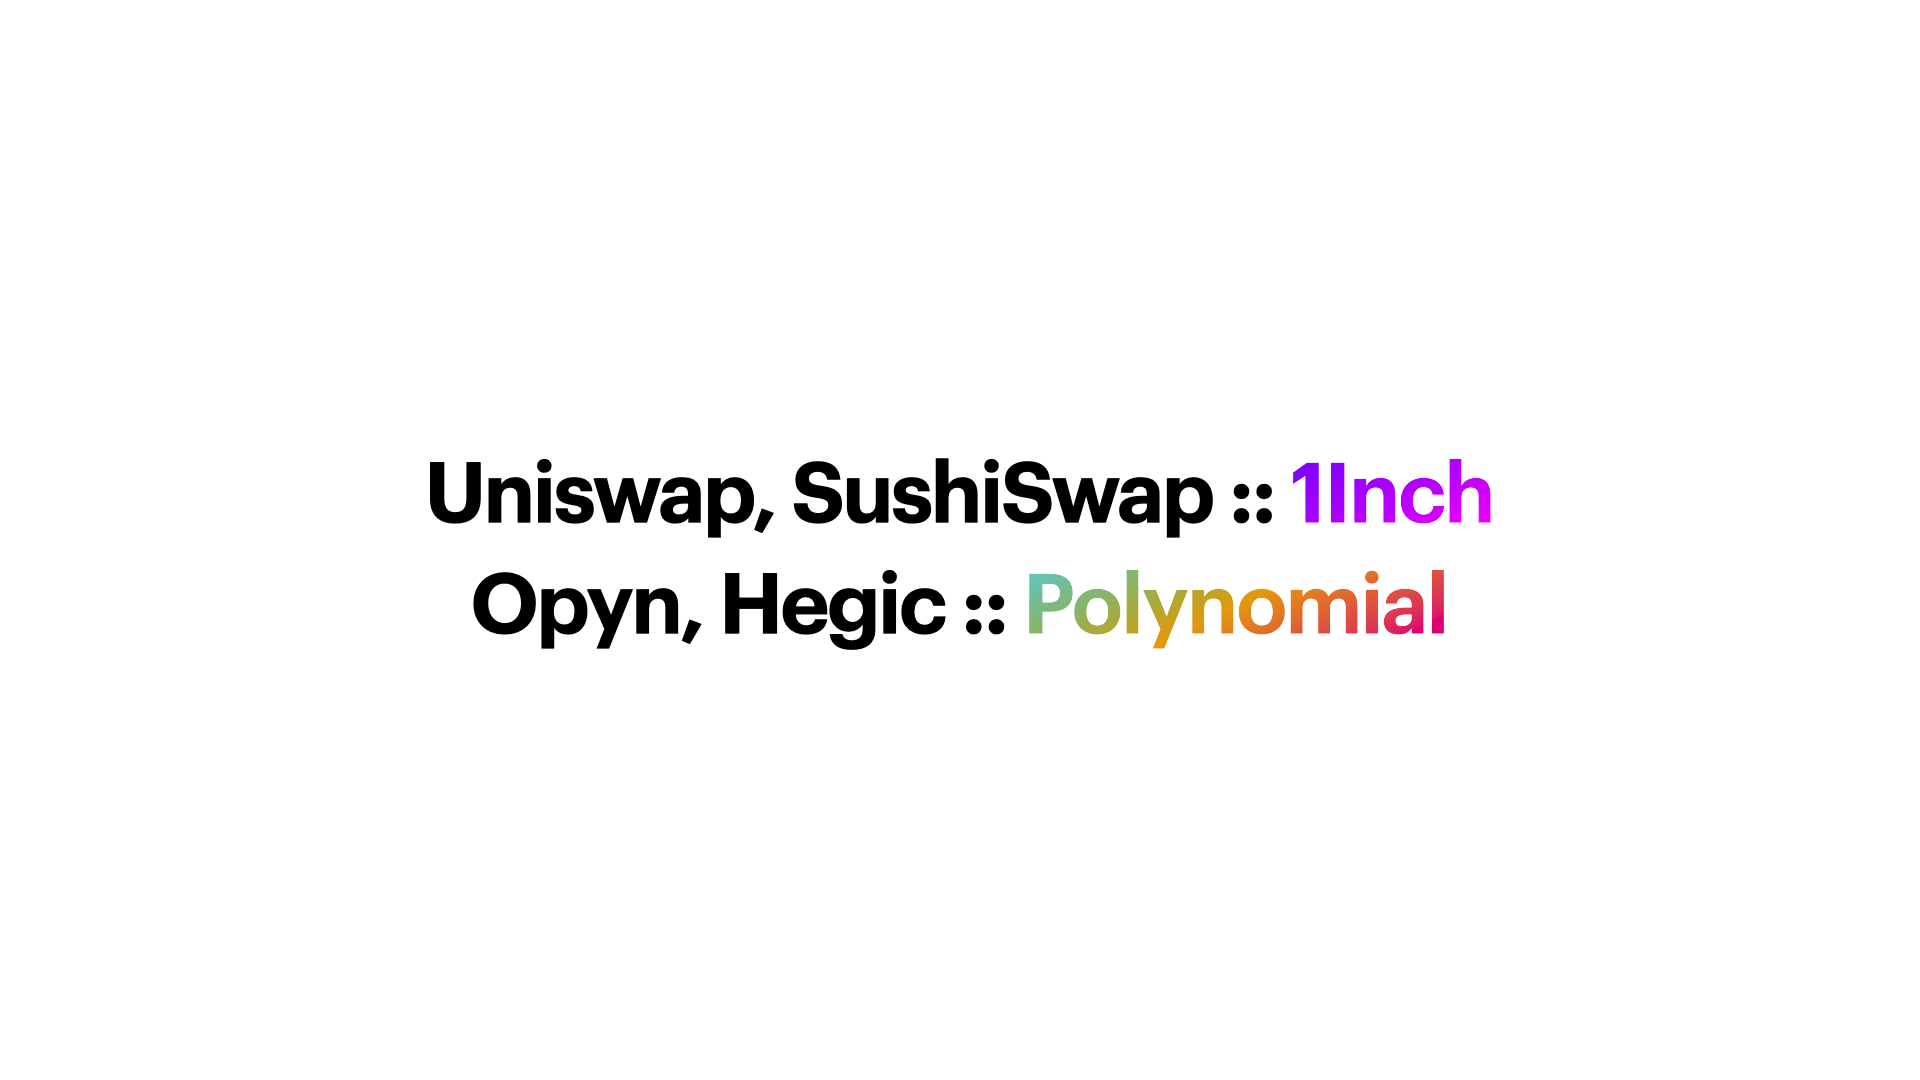 Uniswap, SushiSwap :: 1Inch
Opyn, Hegic :: Polynomial